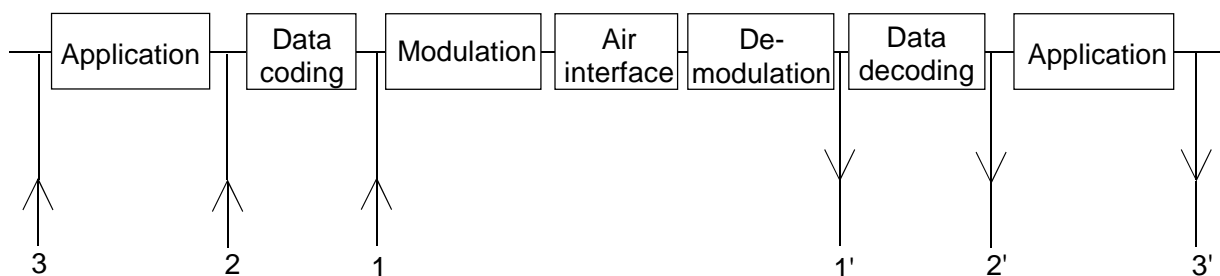 Application
Data
coding
Modulation
Air
interface
De-
modulation
Data
decoding
Application
3
2
1
1'
2'
3'